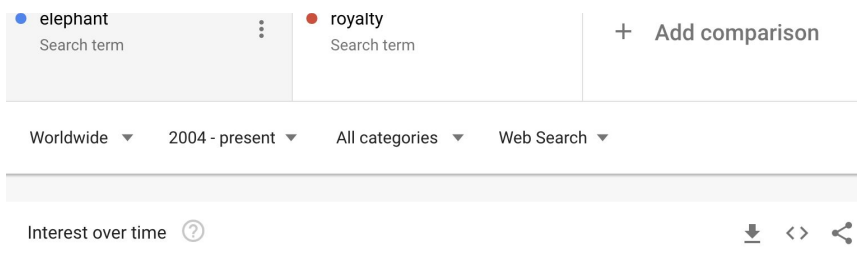 elephant
Search term
royalty
Search term
+ Add comparison
Worldwide
2004 - present
All categories
Web Search
Interest over time